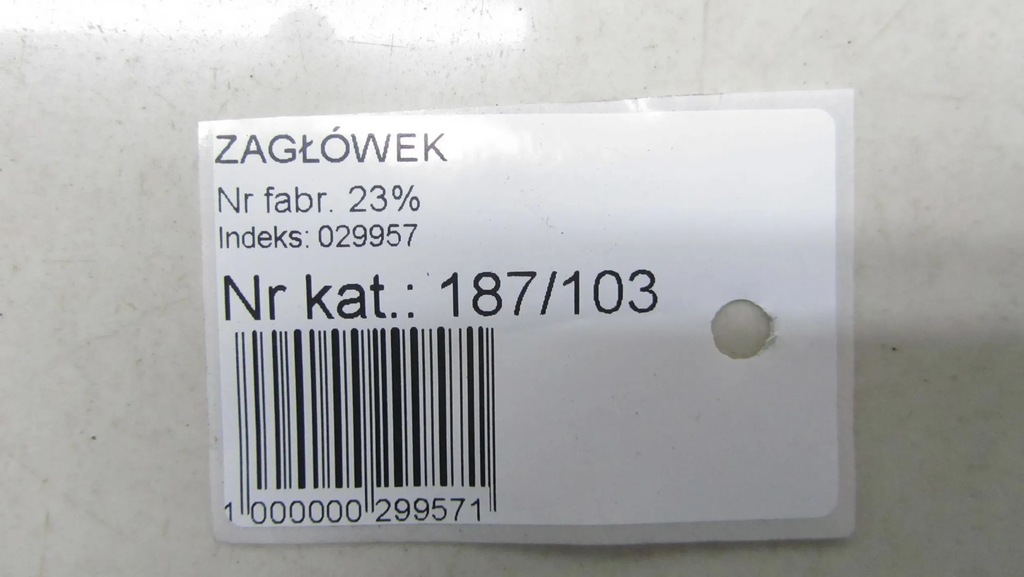 ZAGŁÓWEK
Nr fabr. 23%
Indeks: 029957
Nr kat.: 187/103
1 000000 299571